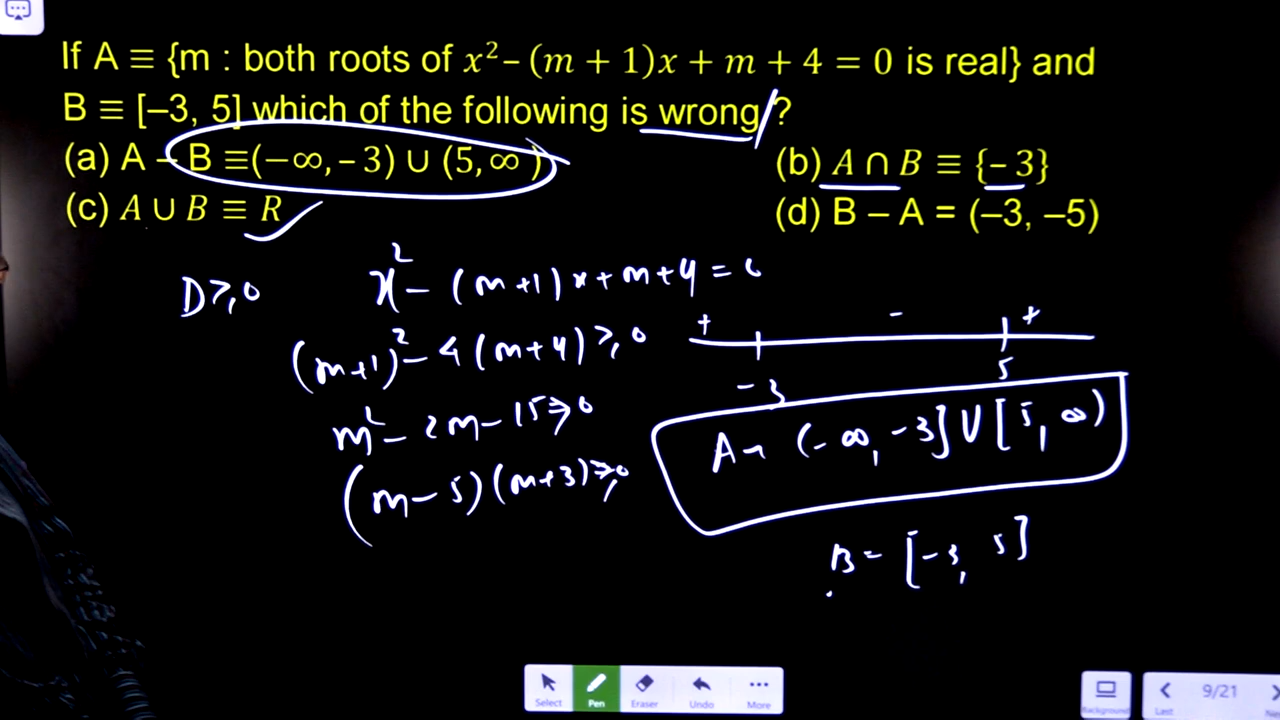 If A ≡ {m : both roots of x² – (m + 1)x + m + 4 = 0 is real} and
B ≡ [–3, 5] which of the following is wrong ?
(a) A – B ≡ (–∞, – 3) ∪ (5, ∞ )
(b) A ∩ B ≡ {– 3}
(c) A ∪ B ≡ R
(d) B – A = (–3, –5)
D ≥ 0
x² – (m+1)x + m+4 = 0
(m+1)² – 4(m+4) ≥ 0
+ – +
–3 5
m² – 2m – 15 ≥ 0
A (–∞, –3] ∪ [5, ∞)
(m – 5)(m+3) ≥ 0
B = [–3, 5]
Select Pen Eraser Undo More
Background
Last
9/21